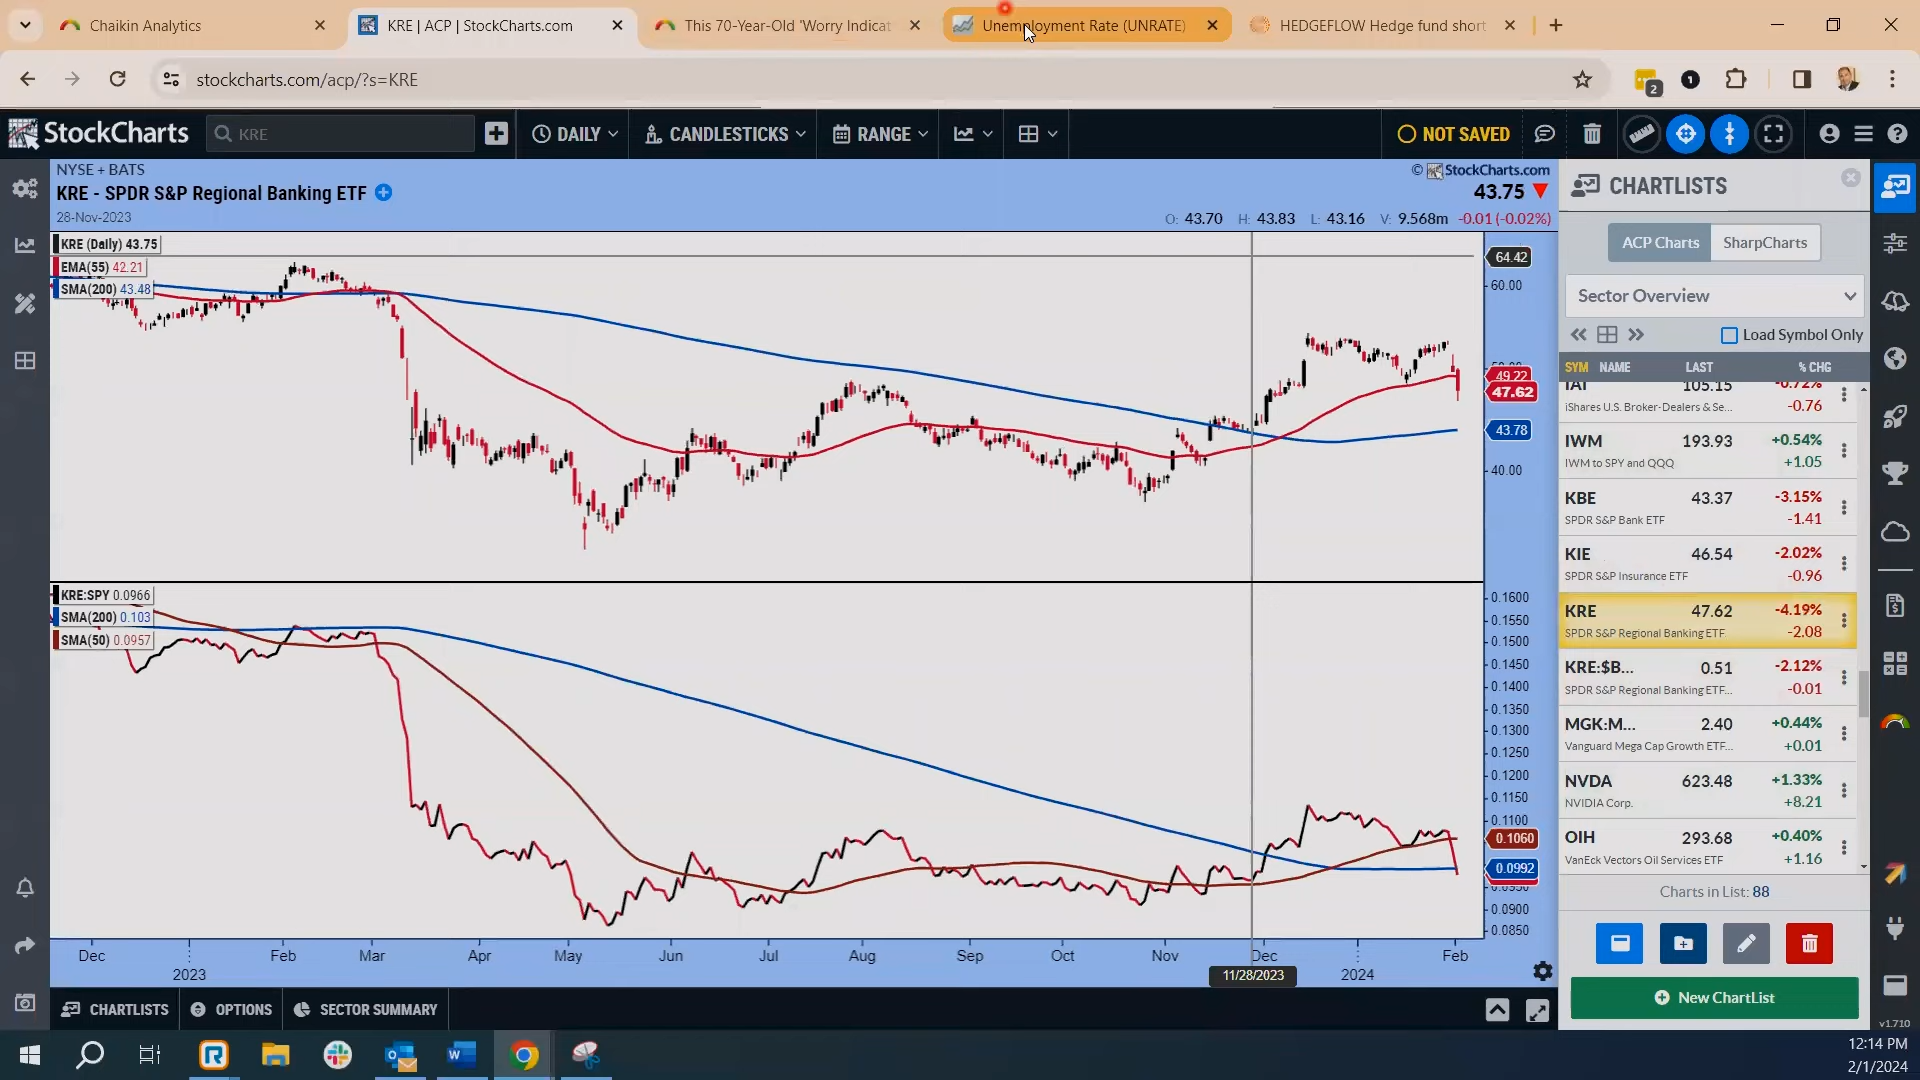 Chaikin Analytics
KRE | ACP | StockCharts.com
This 70-Year-Old 'Worry Indicat
Unemployment Rate (UNRATE)
HEDGEFLOW Hedge fund short
stockcharts.com/acp/?s=KRE
2
1
StockCharts
KRE
DAILY
CANDLESTICKS
RANGE
NOT SAVED
NYSE + BATS
KRE - SPDR S&P Regional Banking ETF
28-Nov-2023
© StockCharts.com
43.75
O: 43.70 H: 43.83 L: 43.16 V: 9.568m -0.01 (-0.02%)
KRE (Daily) 43.75
EMA(55) 42.21
SMA(200) 43.48
64.42
60.00
49.22
47.62
43.78
40.00
KRE:SPY 0.0966
SMA(200) 0.103
SMA(50) 0.0957
0.1600
0.1550
0.1500
0.1450
0.1400
0.1350
0.1300
0.1250
0.1200
0.1150
0.1100
0.1060
0.0992
0.0900
0.0850
Dec Feb Mar Apr May Jun Jul Aug Sep Oct Nov Dec Feb
2023 11/28/2023 2024
CHARTLISTS
ACP Charts SharpCharts
Sector Overview
Load Symbol Only
SYM NAME LAST % CHG
IAI 105.15 -0.72%
iShares U.S. Broker-Dealers & Se... -0.76
IWM 193.93 +0.54%
IWM to SPY and QQQ +1.05
KBE 43.37 -3.15%
SPDR S&P Bank ETF -1.41
KIE 46.54 -2.02%
SPDR S&P Insurance ETF -0.96
KRE 47.62 -4.19%
SPDR S&P Regional Banking ETF -2.08
KRE:$B... 0.51 -2.12%
SPDR S&P Regional Banking ETF... -0.01
MGK:M... 2.40 +0.44%
Vanguard Mega Cap Growth ETF... +0.01
NVDA 623.48 +1.33%
NVIDIA Corp. +8.21
OIH 293.68 +0.40%
VanEck Vectors Oil Services ETF +1.16
Charts in List: 88
New ChartList
v1.710
CHARTLISTS
OPTIONS
SECTOR SUMMARY
12:14 PM
2/1/2024